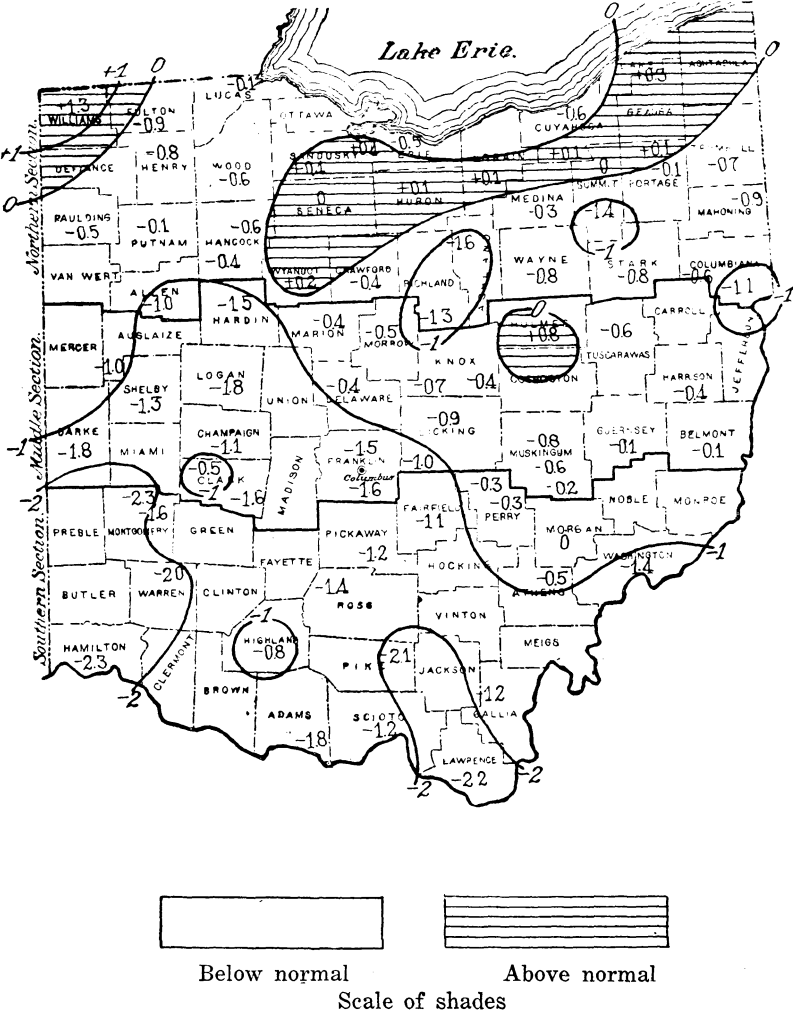 0
Lake Erie.
0
+1
0
-0.1
LUCAS
+0.3
ASHTABULA
+1.3
WILLIAMS
FULTON
-0.9
OTTAWA
-0.6
CUYAHOGA
GEAUGA
+1
-0.5
ERIE
DEFIANCE
-0.8
HENRY
WOOD
-0.6
SANDUSKY
+0.1
+0.1
+0.1
+0.1
-0.1
TRUMBULL
-0.7
0
0
SENECA
+0.1
HURON
+0.1
0
SUMMIT
PORTAGE
MEDINA
-0.3
-1.4
-0.9
MAHONING
PAULDING
-0.5
-0.1
PUTNAM
-0.6
HANCOCK
-0.4
-1
VAN WERT
WYANDOT
+0.2
CRAWFORD
-0.4
RICHLAND
+1.6
WAYNE
-0.8
STARK
-0.8
COLUMBIANA
-0.6
-1.1
-1
ALLEN
-1.0
-1.5
HARDIN
-0.4
MARION
-0.5
MORROW
-1.3
-1
0
HOLMES
+0.8
CARROLL
JEFFERSON
AUGLAIZE
MERCER
-1.0
KNOX
-0.6
TUSCARAWAS
LOGAN
-1.8
SHELBY
-1.3
UNION
-0.4
DELAWARE
-0.7
-0.4
COSHOCTON
HARRISON
-0.4
-1
DARKE
-1.8
MIAMI
CHAMPAIGN
-1.1
-0.9
LICKING
-0.8
MUSKINGUM
-0.6
-0.2
GUERNSEY
-0.1
BELMONT
-0.1
-0.5
CLARK
-1
-1.6
MADISON
-1.5
FRANKLIN
Columbus
-1.6
-1.0
-2
-2.3
-1.6
MONTGOMERY
PREBLE
GREEN
FAIRFIELD
-1.1
-0.3
-0.3
PERRY
NOBLE
MONROE
PICKAWAY
-1.2
MORGAN
0
FAYETTE
HOCKING
WASHINGTON
-1.4
-1
-2.0
WARREN
BUTLER
CLINTON
-1.4
ROSS
-0.5
ATHENS
VINTON
-1
HIGHLAND
-0.8
HAMILTON
-2.3
CLERMONT
MEIGS
-2.1
PIKE
JACKSON
-2
BROWN
ADAMS
-1.8
SCIOTO
-1.2
-1.2
GALLIA
LAWRENCE
-2.2
-2
-2
Northern Section.
Middle Section.
Southern Section.
Below normal
Above normal
Scale of shades